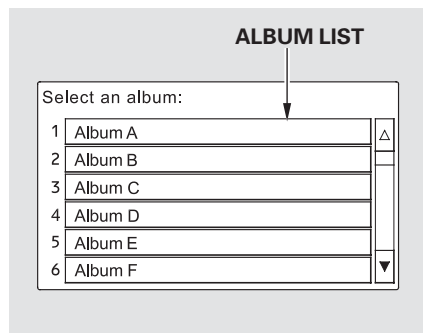 ALBUM LIST
Select an album:
1 Album A
2 Album B
3 Album C
4 Album D
5 Album E
6 Album F